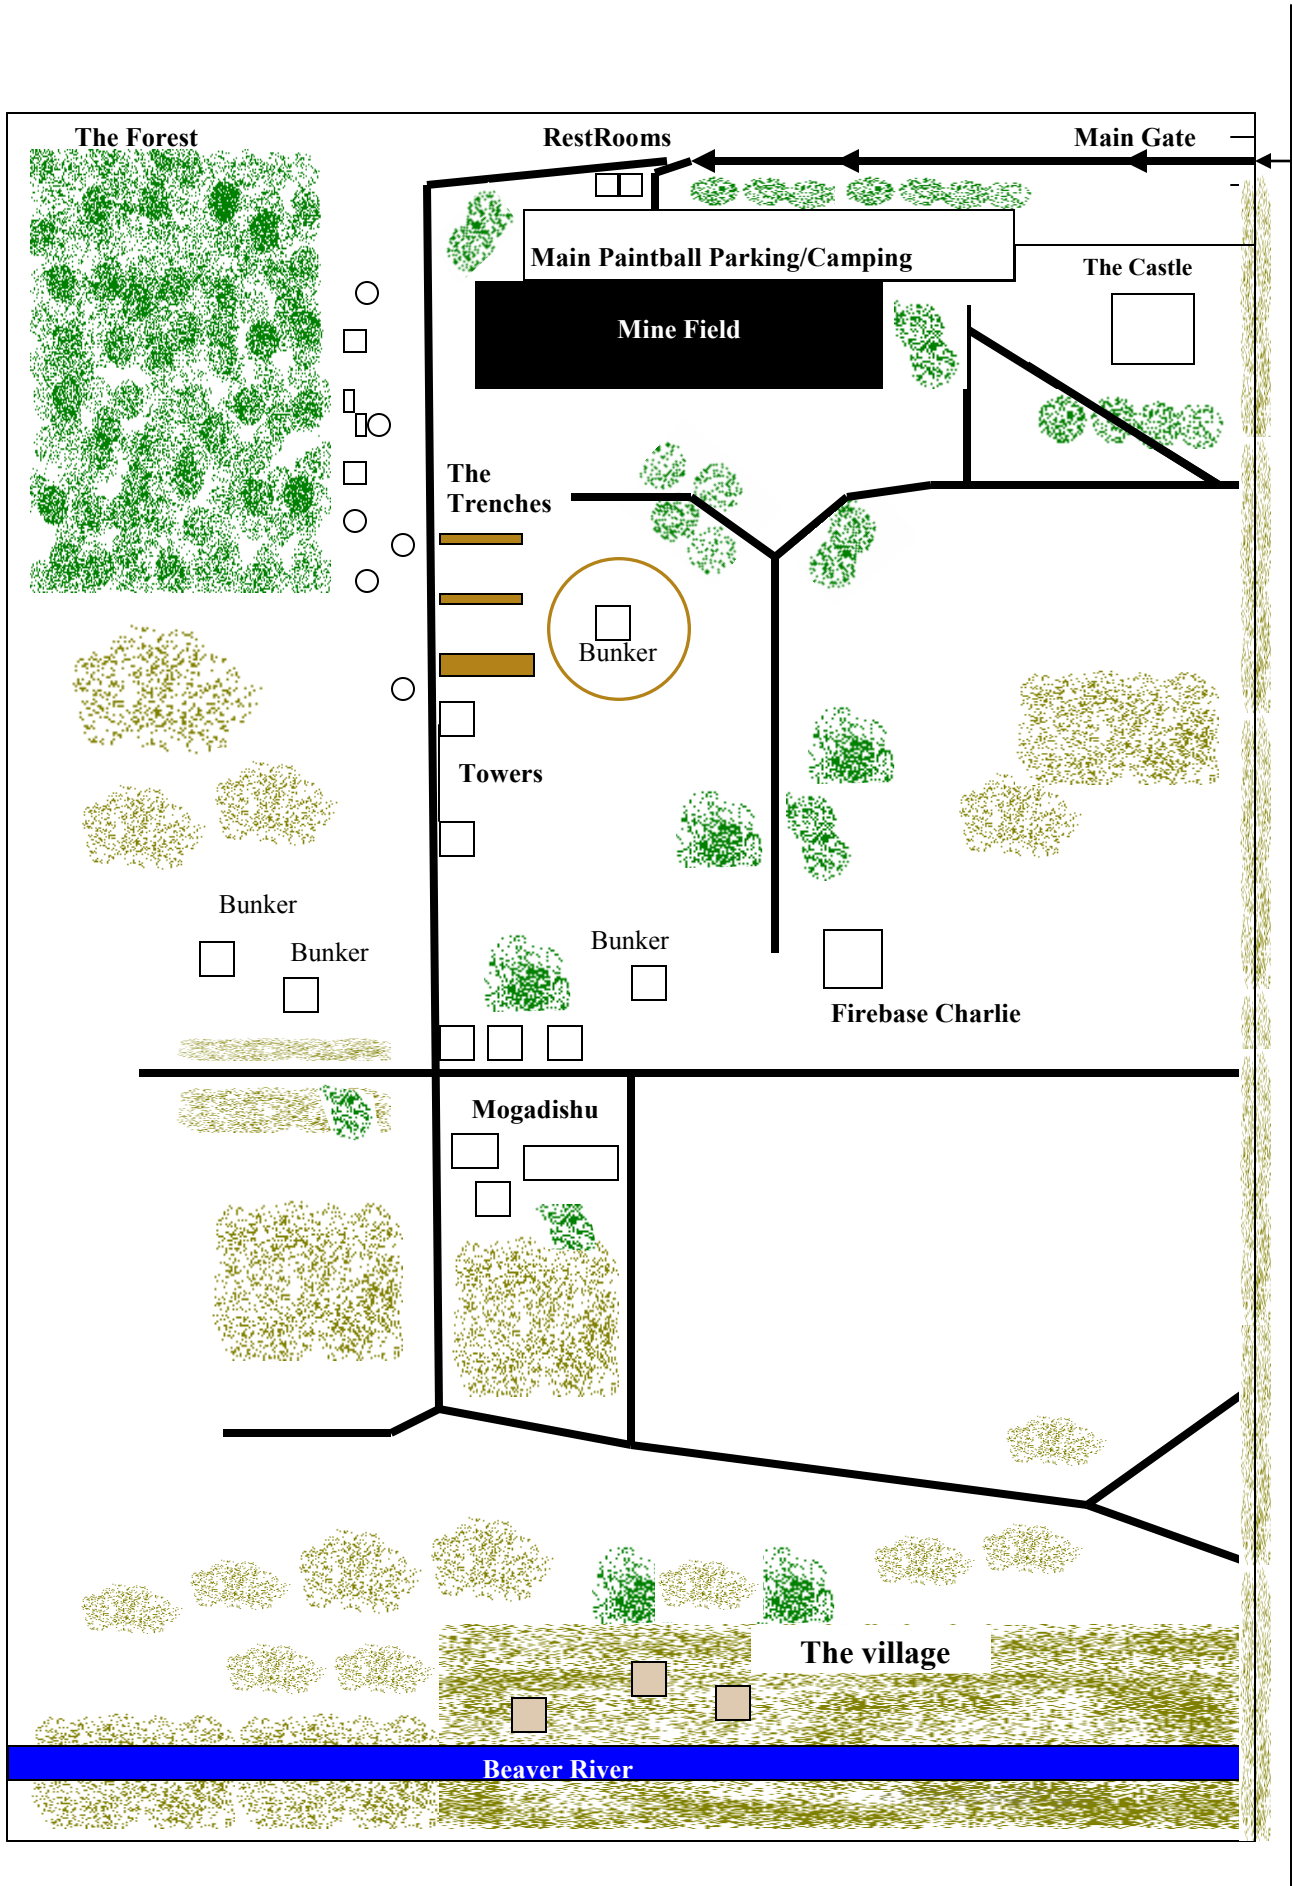 The Forest
RestRooms
Main Gate
Main Paintball Parking/Camping
The Castle
Mine Field
The
Trenches
Bunker
Towers
Bunker
Bunker
Bunker
Firebase Charlie
Mogadishu
The village
Beaver River